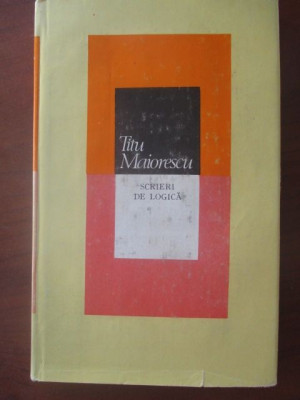 Titu
Maiorescu
SCRIERI
DE LOGICĂ